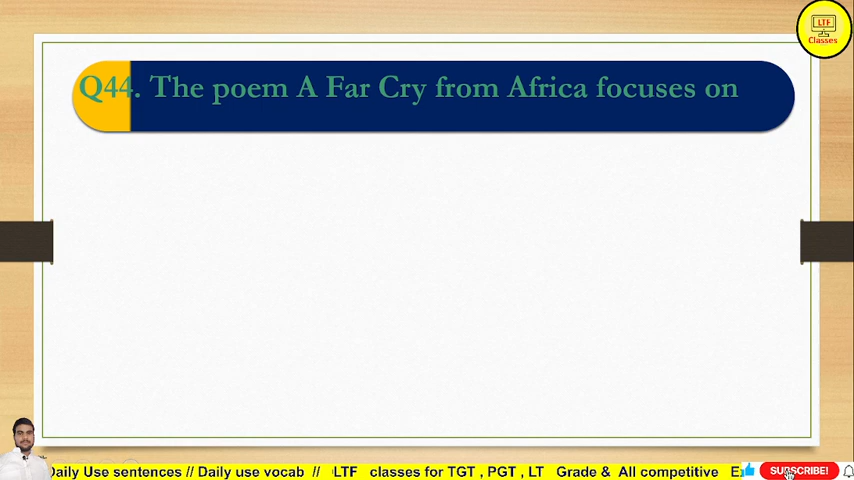 LTF
Classes
Q44. The poem A Far Cry from Africa focuses on
Daily Use sentences // Daily use vocab // LTF classes for TGT , PGT , LT Grade & All competitive
SUBSCRIBE!